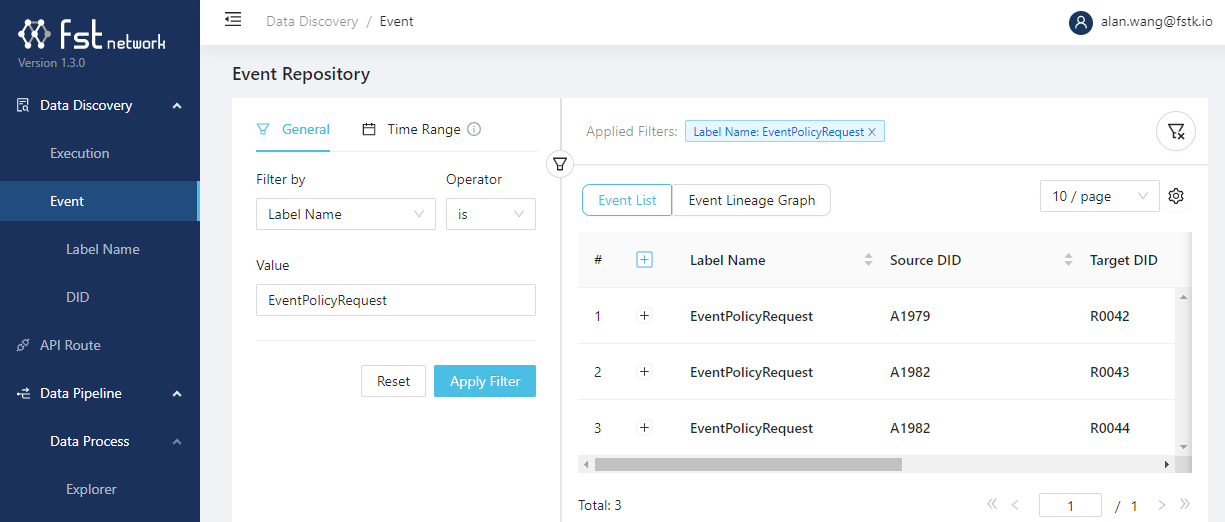 fst network
Version 1.3.0
Data Discovery
Execution
Event
Label Name
DID
API Route
Data Pipeline
Data Process
Explorer
Data Discovery / Event
alan.wang@fstk.io
Event Repository
General
Time Range
Filter by
Operator
Label Name
is
Value
EventPolicyRequest
Reset
Apply Filter
Applied Filters: Label Name: EventPolicyRequest
Event List
Event Lineage Graph
10 / page
# Label Name Source DID Target DID
1 EventPolicyRequest A1979 R0042
2 EventPolicyRequest A1982 R0043
3 EventPolicyRequest A1982 R0044
Total: 3
1 / 1